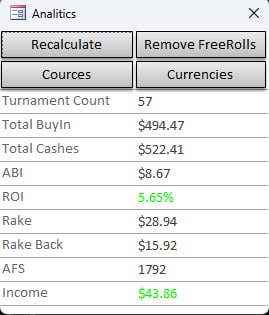 Analitics
Recalculate Remove FreeRolls
Cources Currencies
Turnament Count 57
Total BuyIn $494.47
Total Cashes $522.41
ABI $8.67
ROI 5.65%
Rake $28.94
Rake Back $15.92
AFS 1792
Income $43.86